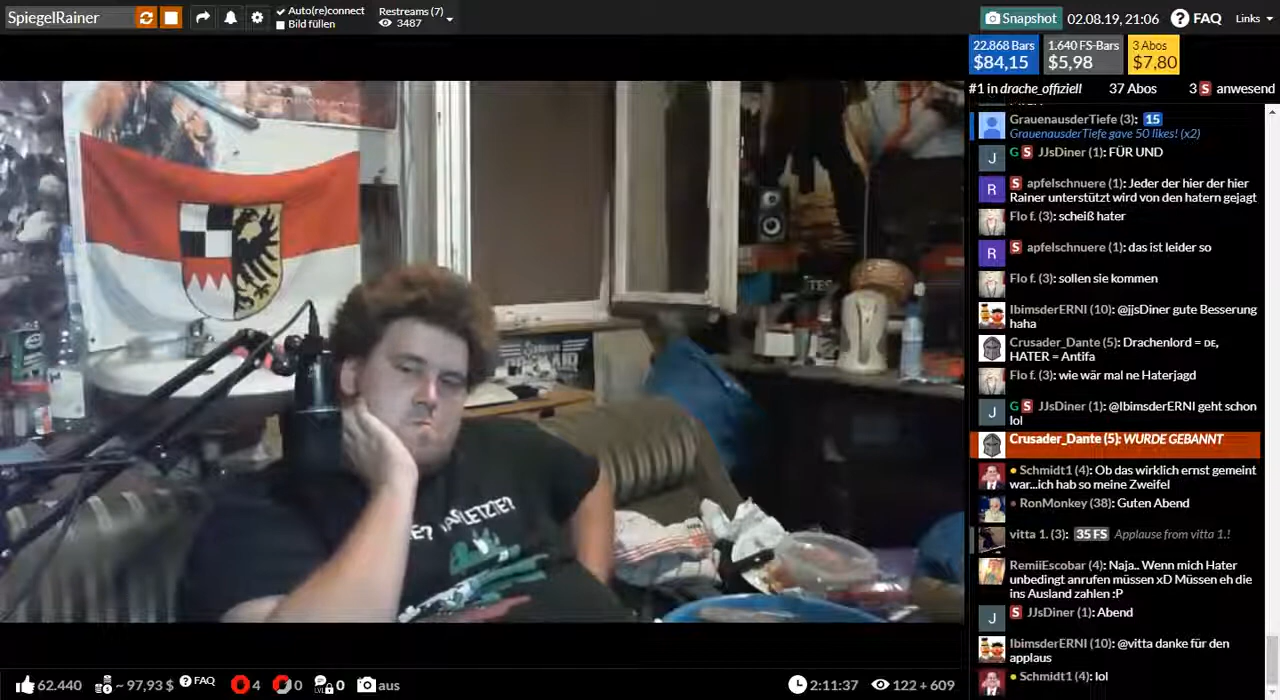 SpiegelRainer
Auto(re)connect
Bild füllen
Restreams (7)
3487
Snapshot
02.08.19, 21:06
FAQ
Links
22.868 Bars
$84,15
1.640 FS-Bars
$5,98
3 Abos
$7,80
#1 in drache_offiziell
37 Abos
3 S anwesend
GrauenausderTiefe (3): 15
GrauenausderTiefe gave 50 likes! (x2)
J
G S JJsDiner (1): FÜR UND
R
S apfelschnuere (1): Jeder der hier der hier
Rainer unterstützt wird von den hatern gejagt
Flo f. (3): scheiß hater
R
S apfelschnuere (1): das ist leider so
Flo f. (3): sollen sie kommen
IbimsderERNI (10): @jjsDiner gute Besserung
haha
Crusader_Dante (5): Drachenlord = DE,
HATER = Antifa
Flo f. (3): wie wär mal ne Haterjagd
J
G S JJsDiner (1): @IbimsderERNI geht schon
lol
Crusader_Dante (5): WURDE GEBANNT
Schmidt1 (4): Ob das wirklich ernst gemeint
war...ich hab so meine Zweifel
RonMonkey (38): Guten Abend
vitta 1. (3): 35 FS Applause from vitta 1.!
RemiiEscobar (4): Naja.. Wenn mich Hater
unbedingt anrufen müssen xD Müssen eh die
ins Ausland zahlen :P
J
S JJsDiner (1): Abend
IbimsderERNI (10): @vitta danke für den
applaus
Schmidt1 (4): lol
62.440
~ 97,93 $
FAQ
4
0
LVL
0
aus
2:11:37
122 + 609